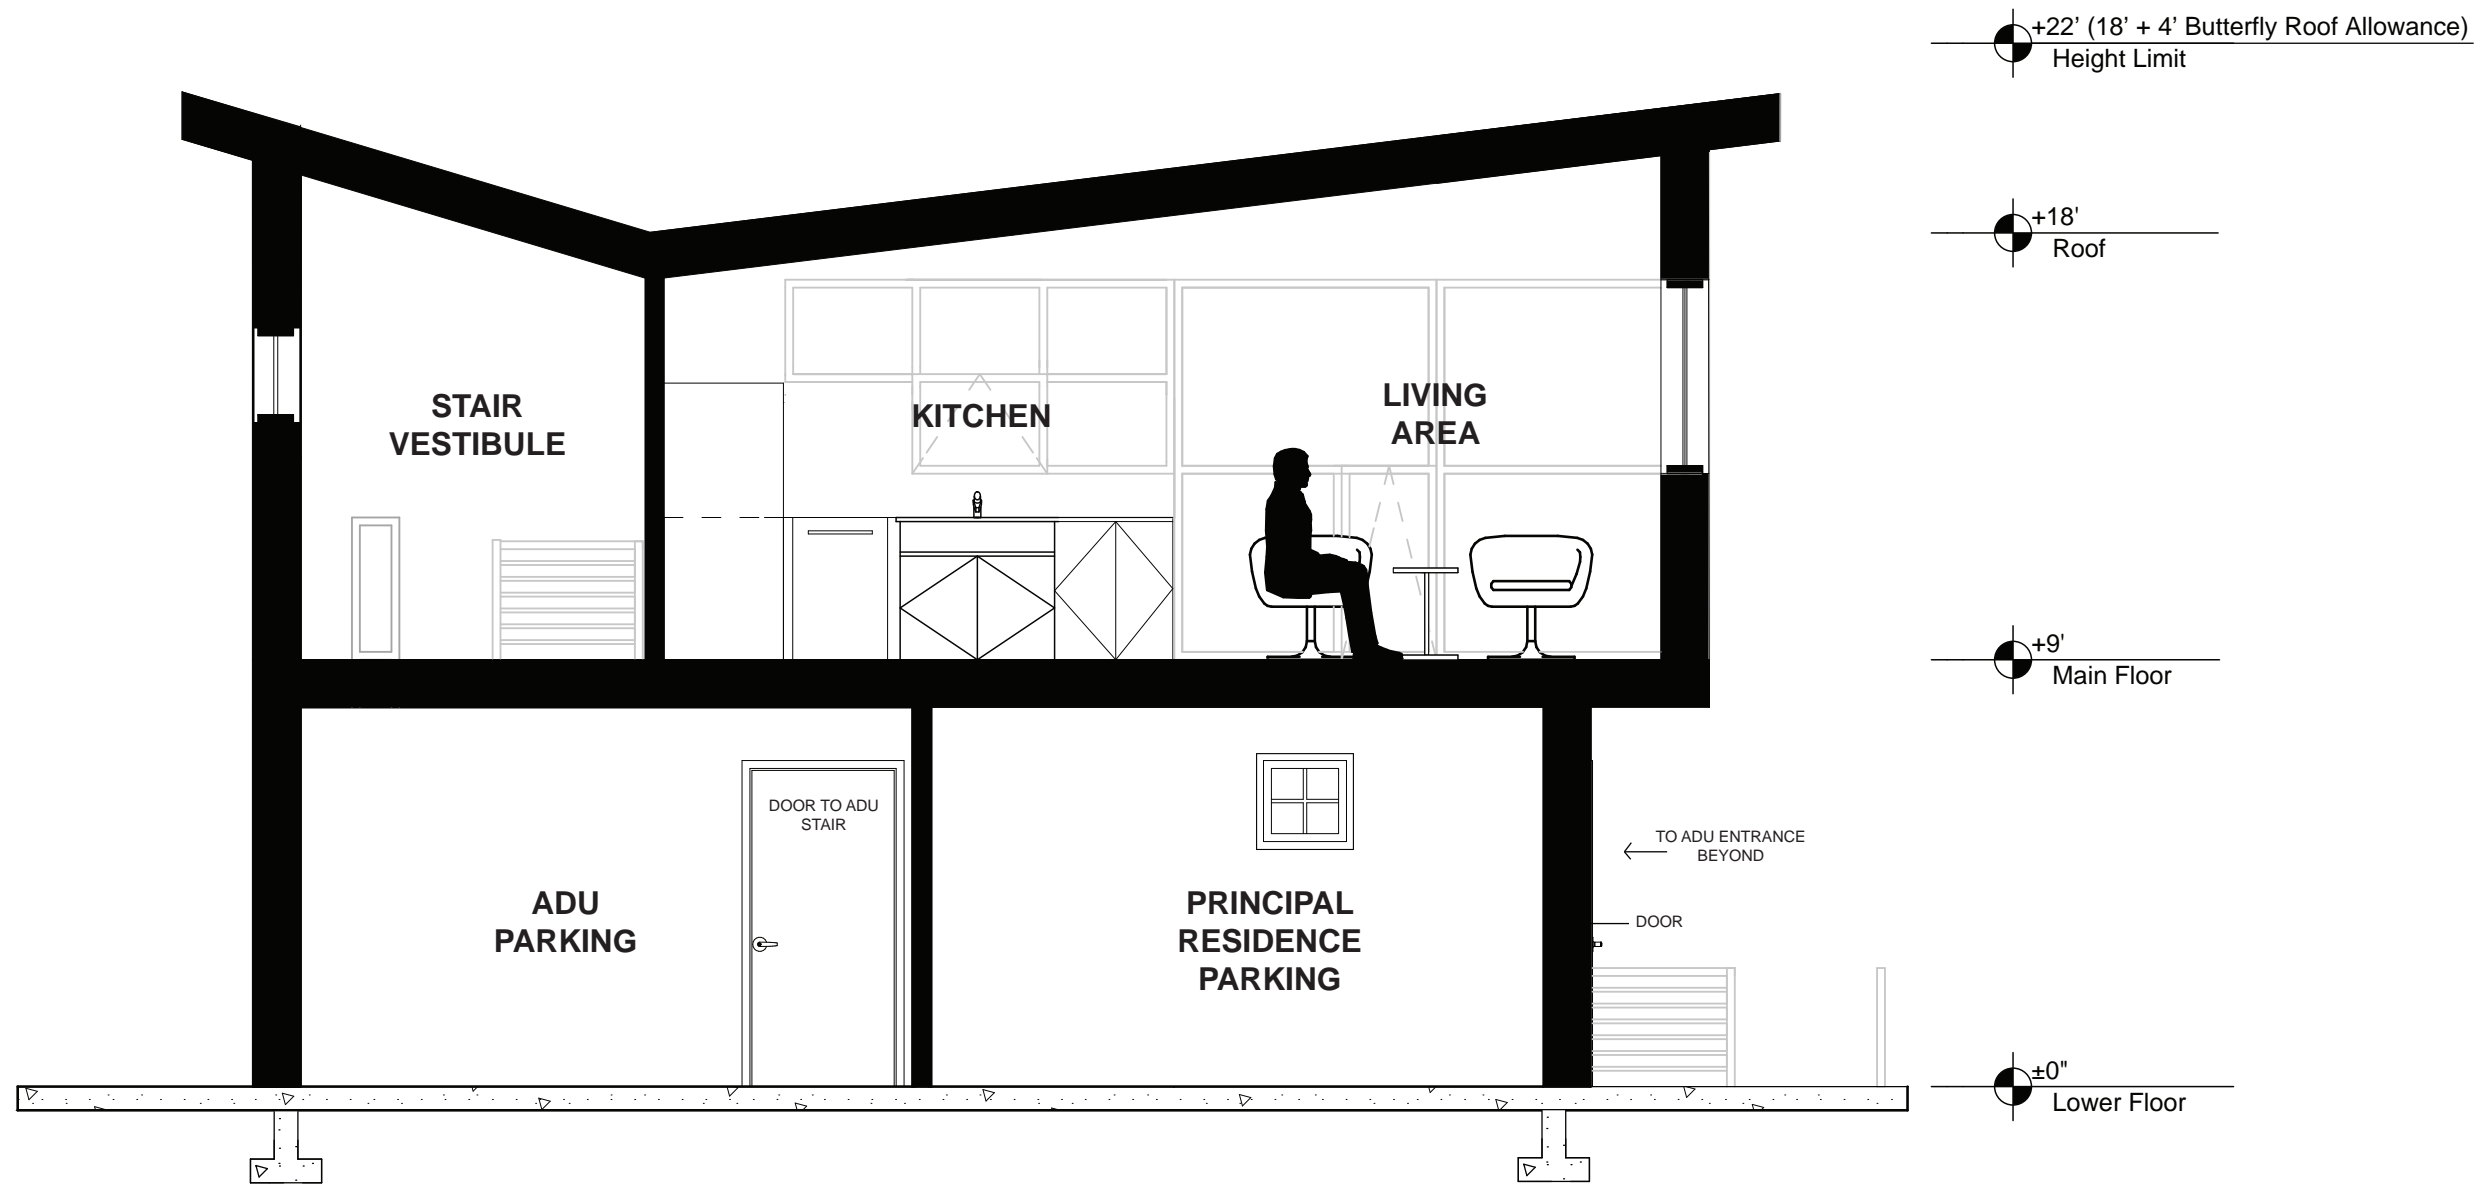 +22’ (18’ + 4’ Butterfly Roof Allowance)
Height Limit
+18'
Roof
STAIR
VESTIBULE
KITCHEN
LIVING
AREA
+9'
Main Floor
DOOR TO ADU
STAIR
TO ADU ENTRANCE
BEYOND
ADU
PARKING
PRINCIPAL
RESIDENCE
PARKING
DOOR
±0"
Lower Floor